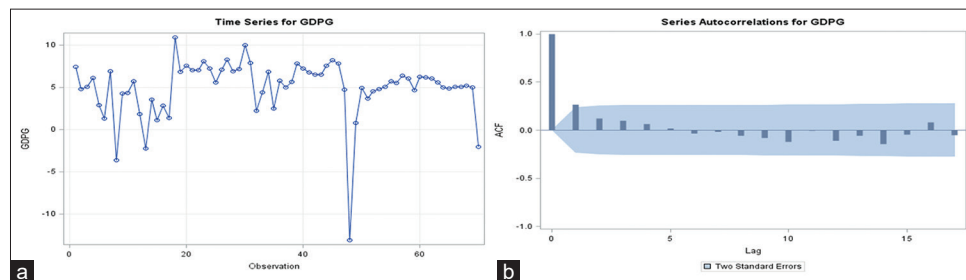 Time Series for GDPG
10
5
0
-5
-10
GDPG
0
20
40
60
Observation
a
Series Autocorrelations for GDPG
1.0
0.5
0.0
-0.5
-1.0
ACF
0
5
10
15
Lag
Two Standard Errors
b